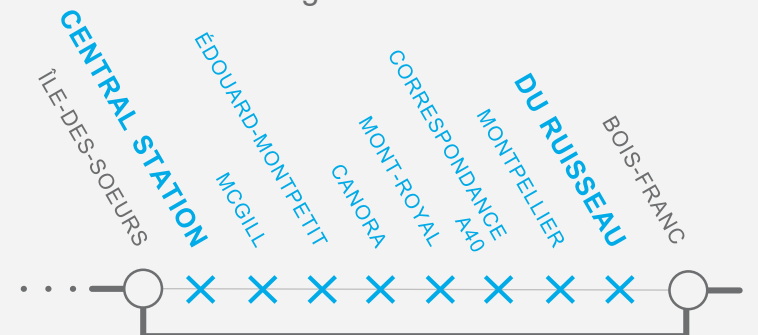 ÎLE-DES-SOEURS
CENTRAL STATION
MCGILL
ÉDOUARD-MONTPETIT
CANORA
MONT-ROYAL
CORRESPONDANCE
A40
MONTPELLIER
DU RUISSEAU
BOIS-FRANC